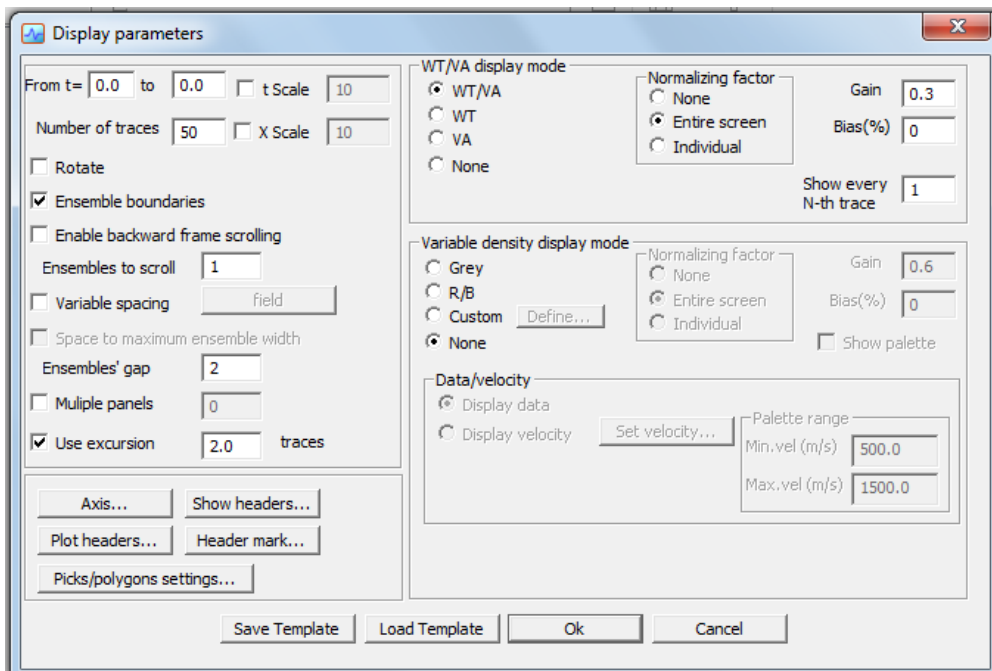 Display parameters
From t= 0.0 to 0.0 t Scale 10
Number of traces 50 X Scale 10
Rotate
Ensemble boundaries
Enable backward frame scrolling
Ensembles to scroll 1
Variable spacing field
Space to maximum ensemble width
Ensembles' gap 2
Muliple panels 0
Use excursion 2.0 traces
Axis... Show headers...
Plot headers... Header mark...
Picks/polygons settings...
WT/VA display mode
WT/VA
WT
VA
None
Normalizing factor
None
Entire screen
Individual
Gain 0.3
Bias(%) 0
Show every
N-th trace 1
Variable density display mode
Grey
R/B
Custom Define...
None
Normalizing factor
None
Entire screen
Individual
Gain 0.6
Bias(%) 0
Show palette
Data/velocity
Display data
Display velocity Set velocity...
Palette range
Min.vel (m/s) 500.0
Max.vel (m/s) 1500.0
Save Template Load Template Ok Cancel